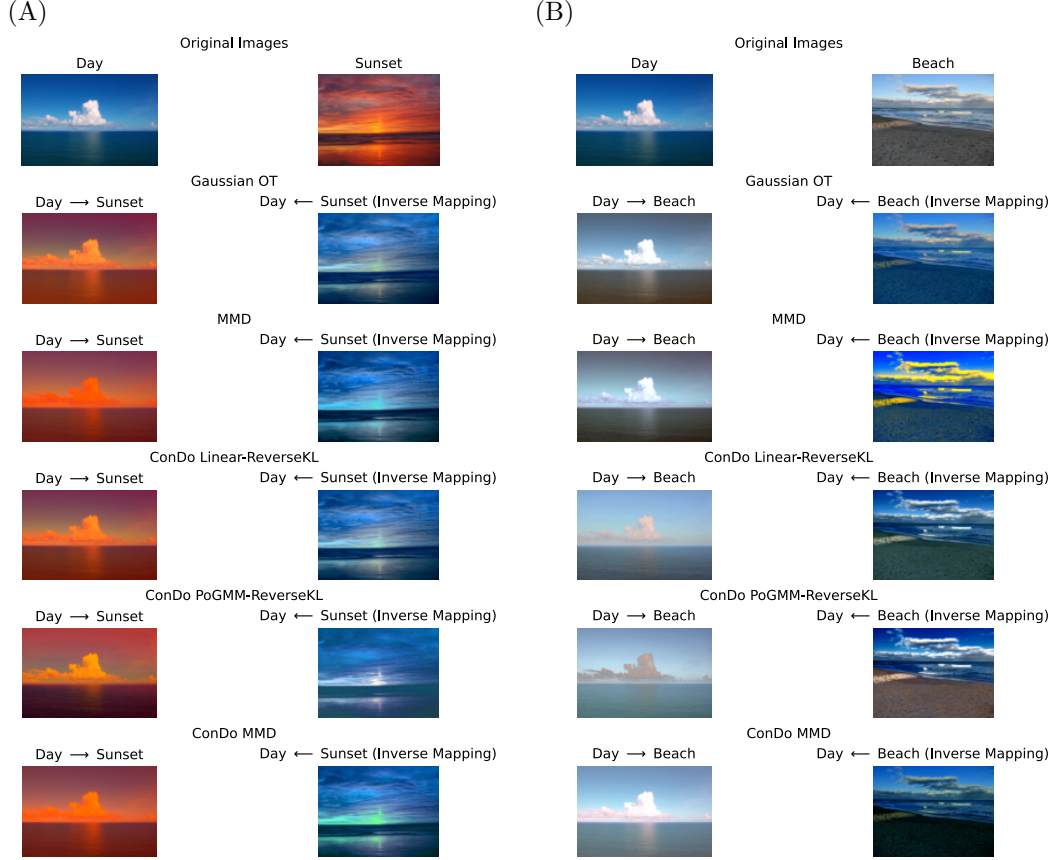 (A)
Original Images
Day Sunset
Gaussian OT
Day → Sunset Day ← Sunset (Inverse Mapping)
MMD
Day → Sunset Day ← Sunset (Inverse Mapping)
ConDo Linear-ReverseKL
Day → Sunset Day ← Sunset (Inverse Mapping)
ConDo PoGMM-ReverseKL
Day → Sunset Day ← Sunset (Inverse Mapping)
ConDo MMD
Day → Sunset Day ← Sunset (Inverse Mapping)
(B)
Original Images
Day Beach
Gaussian OT
Day → Beach Day ← Beach (Inverse Mapping)
MMD
Day → Beach Day ← Beach (Inverse Mapping)
ConDo Linear-ReverseKL
Day → Beach Day ← Beach (Inverse Mapping)
ConDo PoGMM-ReverseKL
Day → Beach Day ← Beach (Inverse Mapping)
ConDo MMD
Day → Beach Day ← Beach (Inverse Mapping)